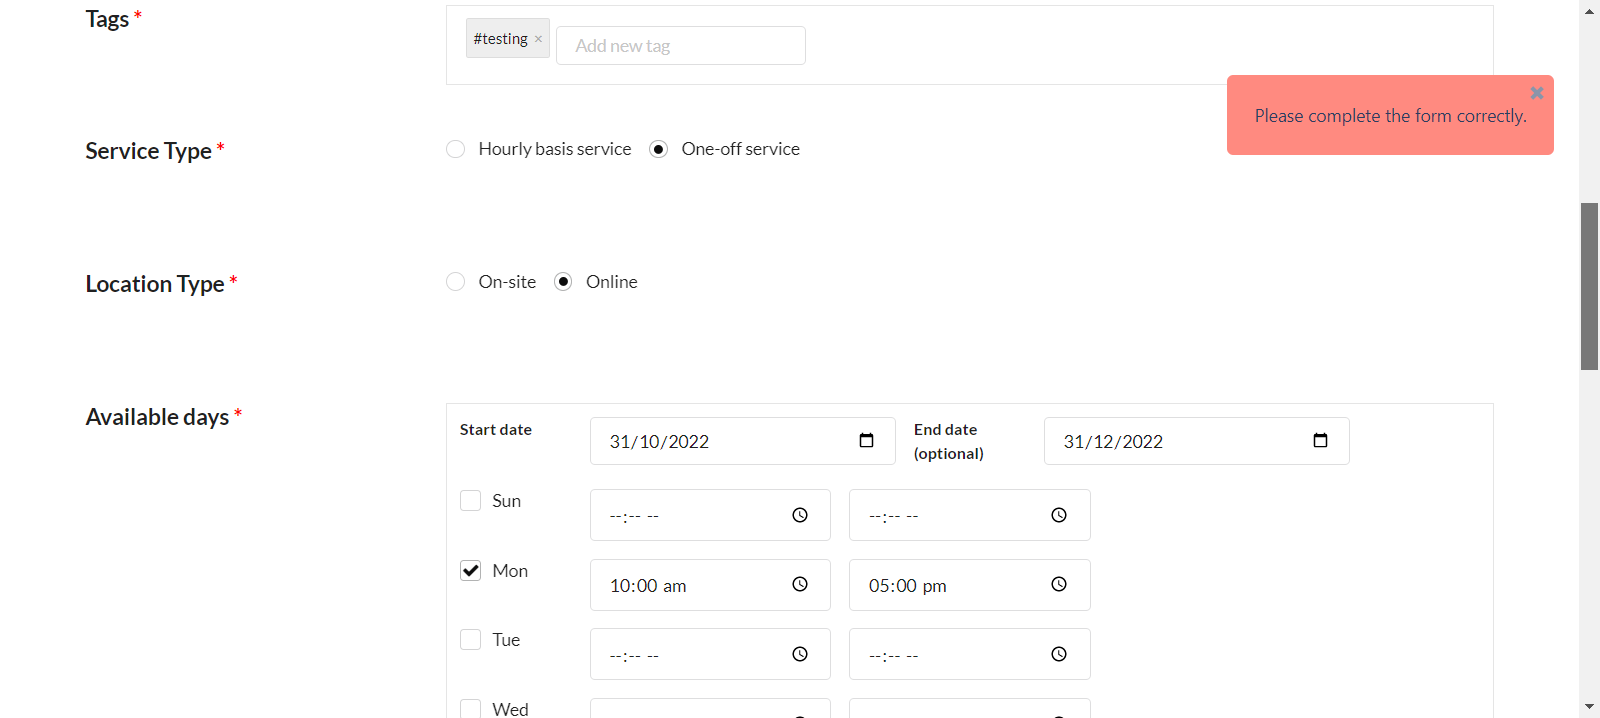 Tags *
#testing ×
Add new tag
Please complete the form correctly.
Service Type *
Hourly basis service
One-off service
Location Type *
On-site
Online
Available days *
Start date
31/10/2022
End date
(optional)
31/12/2022
Sun
--:-- --
--:-- --
Mon
10:00 am
05:00 pm
Tue
--:-- --
--:-- --
Wed